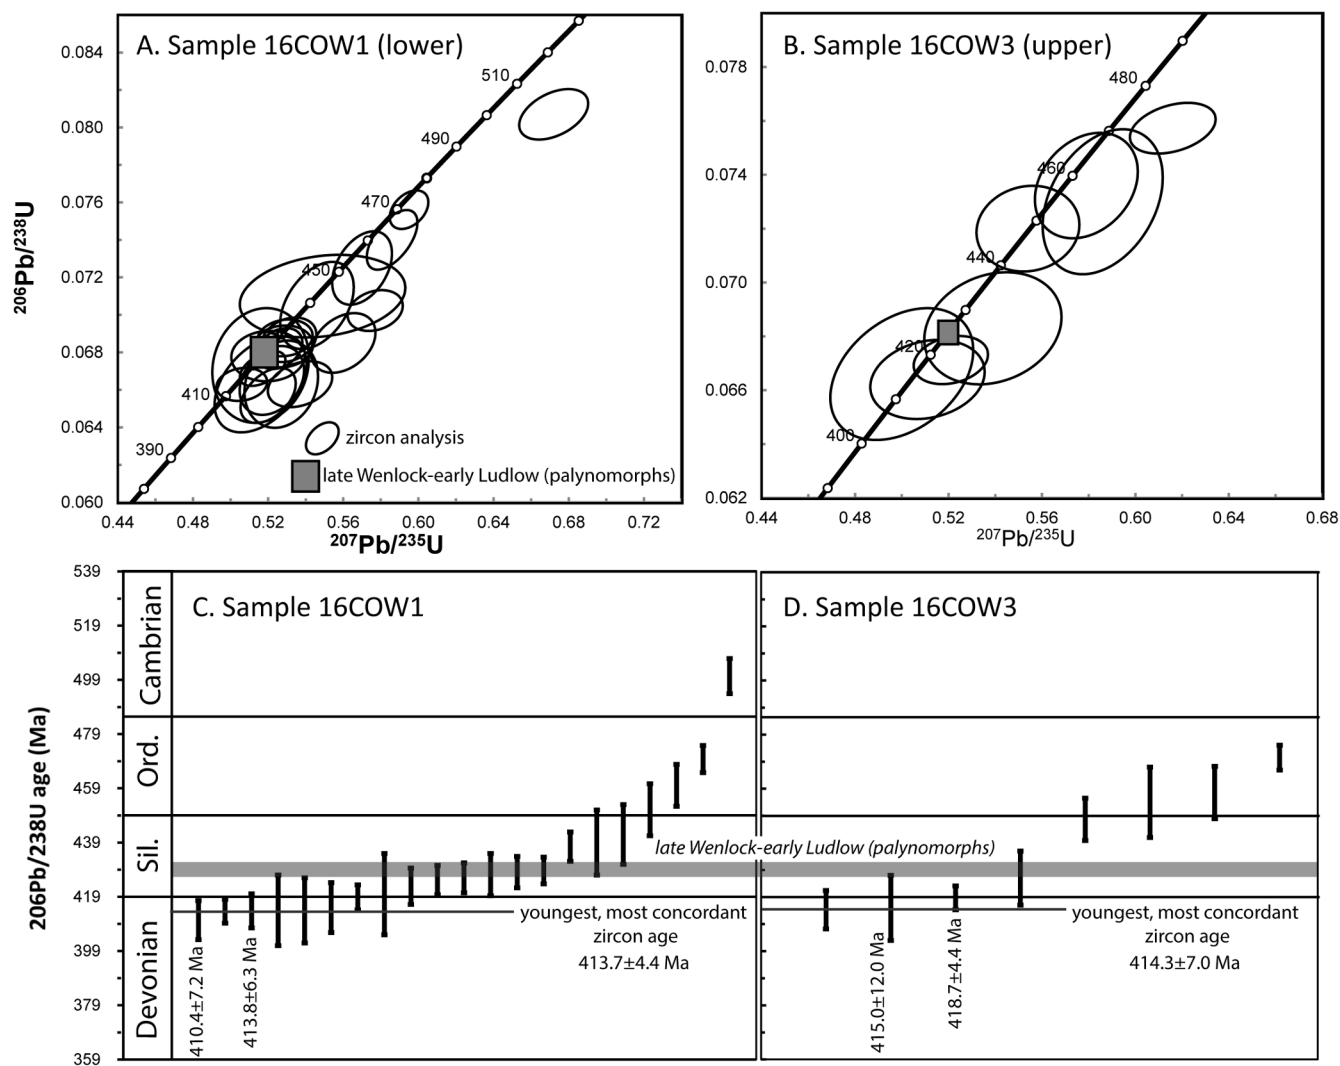 A. Sample 16COW1 (lower)
0.084
0.080
0.076
0.072
0.068
0.064
0.060
206Pb/238U
510
490
470
450
410
390
zircon analysis
late Wenlock-early Ludlow (palynomorphs)
0.44 0.48 0.52 0.56 0.60 0.64 0.68 0.72
207Pb/235U
B. Sample 16COW3 (upper)
0.078
0.074
0.070
0.066
0.062
480
460
440
420
400
0.44 0.48 0.52 0.56 0.60 0.64 0.68
207Pb/235U
206Pb/238U age (Ma)
539
519
499
479
459
439
419
399
379
359
Cambrian
Ord.
Sil.
Devonian
C. Sample 16COW1
late Wenlock-early Ludlow (palynomorphs)
youngest, most concordant
zircon age
413.7±4.4 Ma
410.4±7.2 Ma
413.8±6.3 Ma
D. Sample 16COW3
youngest, most concordant
zircon age
414.3±7.0 Ma
415.0±12.0 Ma
418.7±4.4 Ma